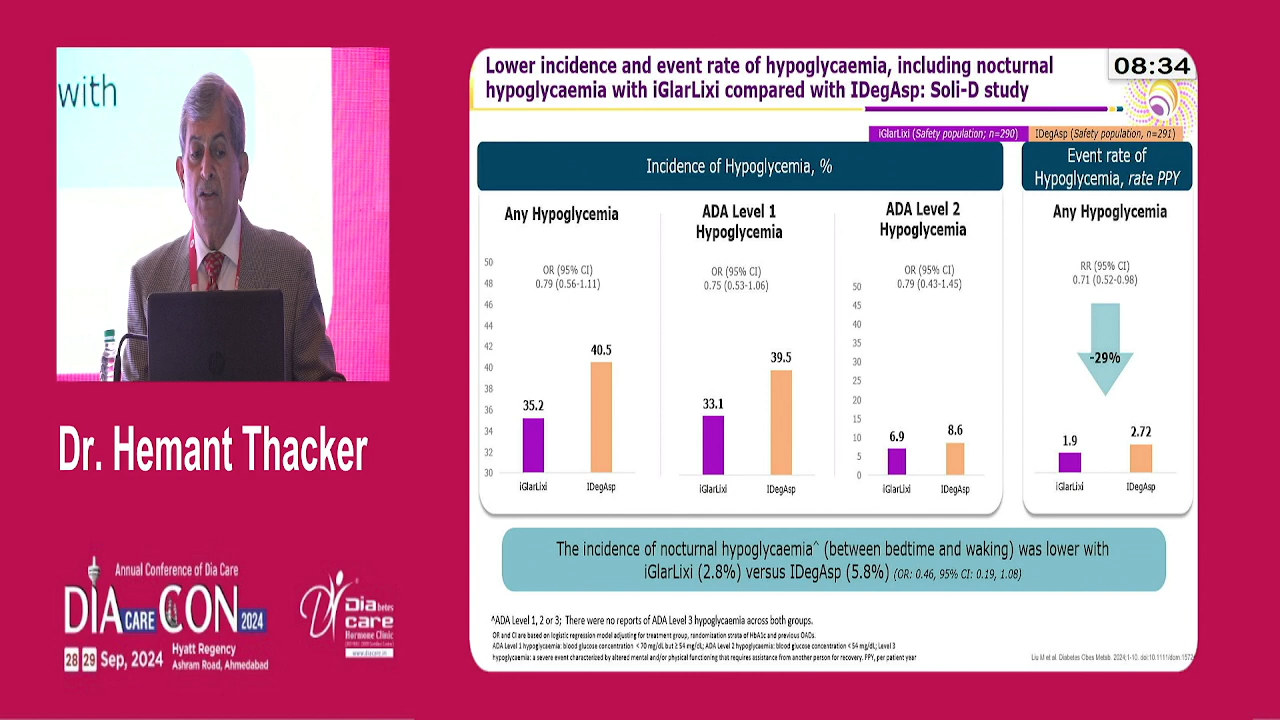 with
Dr. Hemant Thacker
Annual Conference of Dia Care
DIA CARE CON 2024
28 29 Sep, 2024
Hyatt Regency
Ashram Road, Ahmedabad
Diabetes
care
Hormone Clinic
www.diacare.in
Lower incidence and event rate of hypoglycaemia, including nocturnal
hypoglycaemia with iGlarLixi compared with IDegAsp: Soli-D study
08:34
iGlarLixi (Safety population; n=290)
IDegAsp (Safety population, n=291)
Incidence of Hypoglycemia, %
Event rate of
Hypoglycemia, rate PPY
Any Hypoglycemia
OR (95% CI)
0.79 (0.56-1.11)
50
48
46
44
42
40
38
36
34
32
30
35.2
40.5
iGlarLixi
IDegAsp
ADA Level 1
Hypoglycemia
OR (95% CI)
0.75 (0.53-1.06)
33.1
39.5
iGlarLixi
IDegAsp
ADA Level 2
Hypoglycemia
OR (95% CI)
0.79 (0.43-1.45)
50
45
40
35
30
25
20
15
10
5
0
6.9
8.6
iGlarLixi
IDegAsp
Any Hypoglycemia
RR (95% CI)
0.71 (0.52-0.98)
-29%
1.9
2.72
iGlarLixi
IDegAsp
The incidence of nocturnal hypoglycaemia^ (between bedtime and waking) was lower with
iGlarLixi (2.8%) versus IDegAsp (5.8%) (OR: 0.46, 95% CI: 0.19, 1.08)
^ADA Level 1, 2 or 3; There were no reports of ADA Level 3 hypoglycaemia across both groups.
OR and CI are based on logistic regression model adjusting for treatment group, randomization strata of HbA1c and previous OADs.
ADA Level 1 hypoglycaemia: blood glucose concentration < 70 mg/dL but ≥ 54 mg/dL; ADA Level 2 hypoglycaemia: blood glucose concentration < 54 mg/dL; Level 3
hypoglycaemia: a severe event characterized by altered mental and/or physical functioning that requires assistance from another person for recovery. PPY, per patient year
Liu M et al. Diabetes Obes Metab. 2024;1-10. doi:10.1111/dom.1572